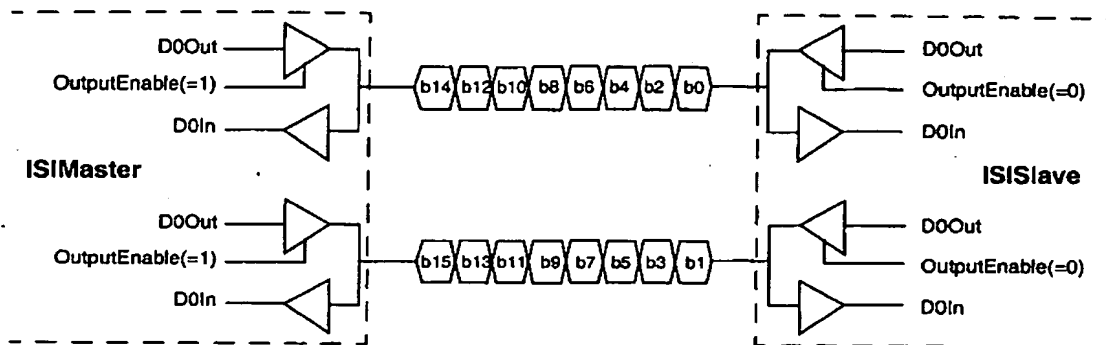 D0Out
OutputEnable(=1)
D0In
ISIMaster
D0Out
OutputEnable(=1)
D0In
b14 b12 b10 b8 b6 b4 b2 b0
b15 b13 b11 b9 b7 b5 b3 b1
D0Out
OutputEnable(=0)
D0In
ISISlave
D0Out
OutputEnable(=0)
D0In